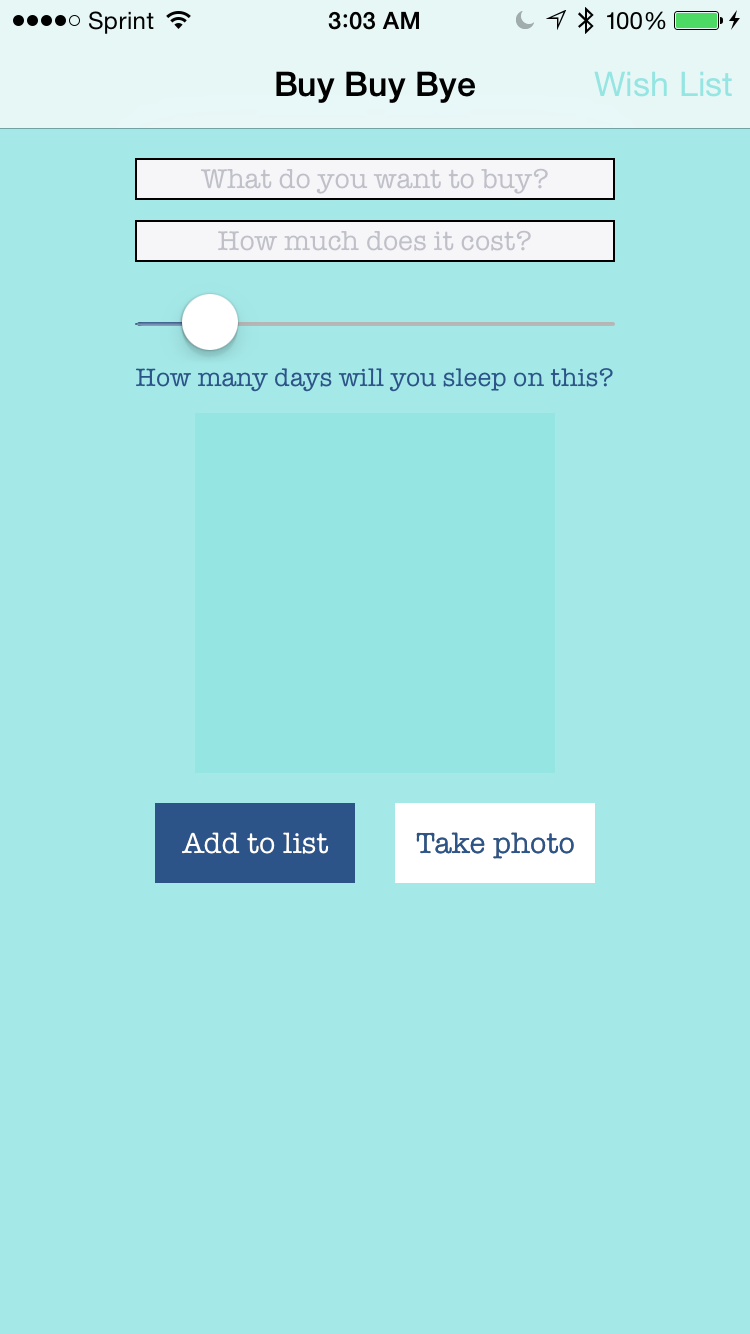 Sprint 3:03 AM 100%
Buy Buy Bye Wish List
What do you want to buy?
How much does it cost?
How many days will you sleep on this?
Add to list Take photo